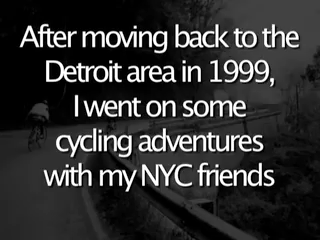 After moving back to the
Detroit area in 1999,
I went on some
cycling adventures
with my NYC friends